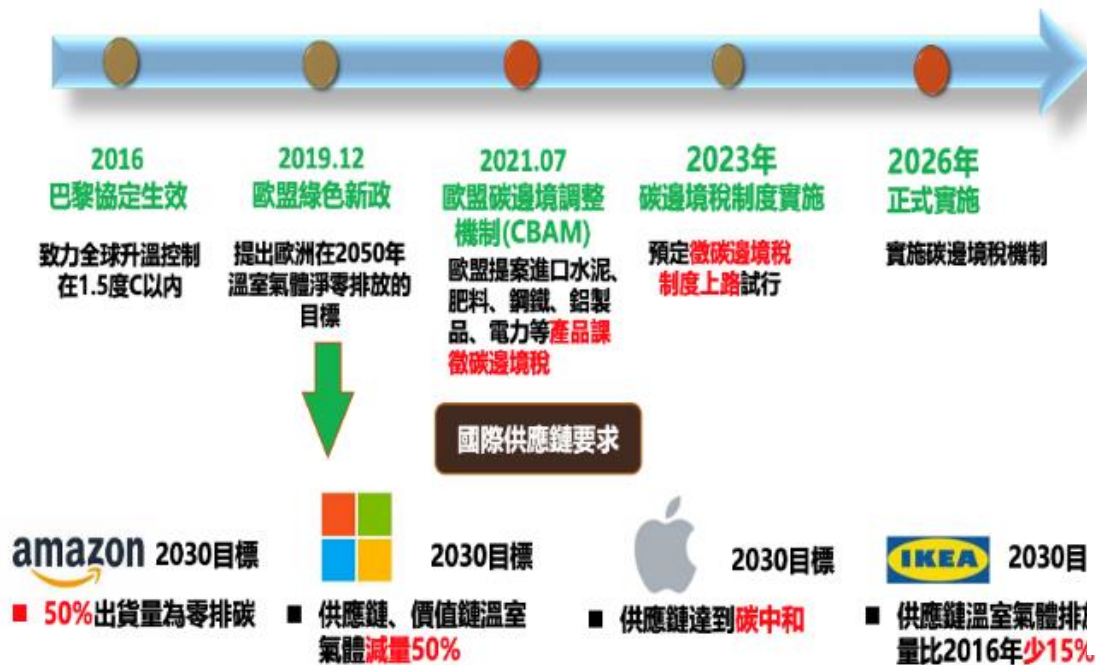 2016
巴黎協定生效
致力全球升溫控制
在1.5度C以內
2019.12
歐盟綠色新政
提出歐洲在2050年
溫室氣體淨零排放的
目標
2021.07
歐盟碳邊境調整
機制(CBAM)
歐盟提案進口水泥、
肥料、鋼鐵、鋁製
品、電力等產品課
徵碳邊境稅
2023年
碳邊境稅制度實施
預定徵碳邊境稅
制度上路試行
2026年
正式實施
實施碳邊境稅機制
國際供應鏈要求
amazon 2030目標
■ 50%出貨量為零排碳
2030目標
■ 供應鏈、價值鏈溫室
氣體減量50%
2030目標
■ 供應鏈達到碳中和
IKEA 2030目
■ 供應鏈溫室氣體排放
量比2016年少15%